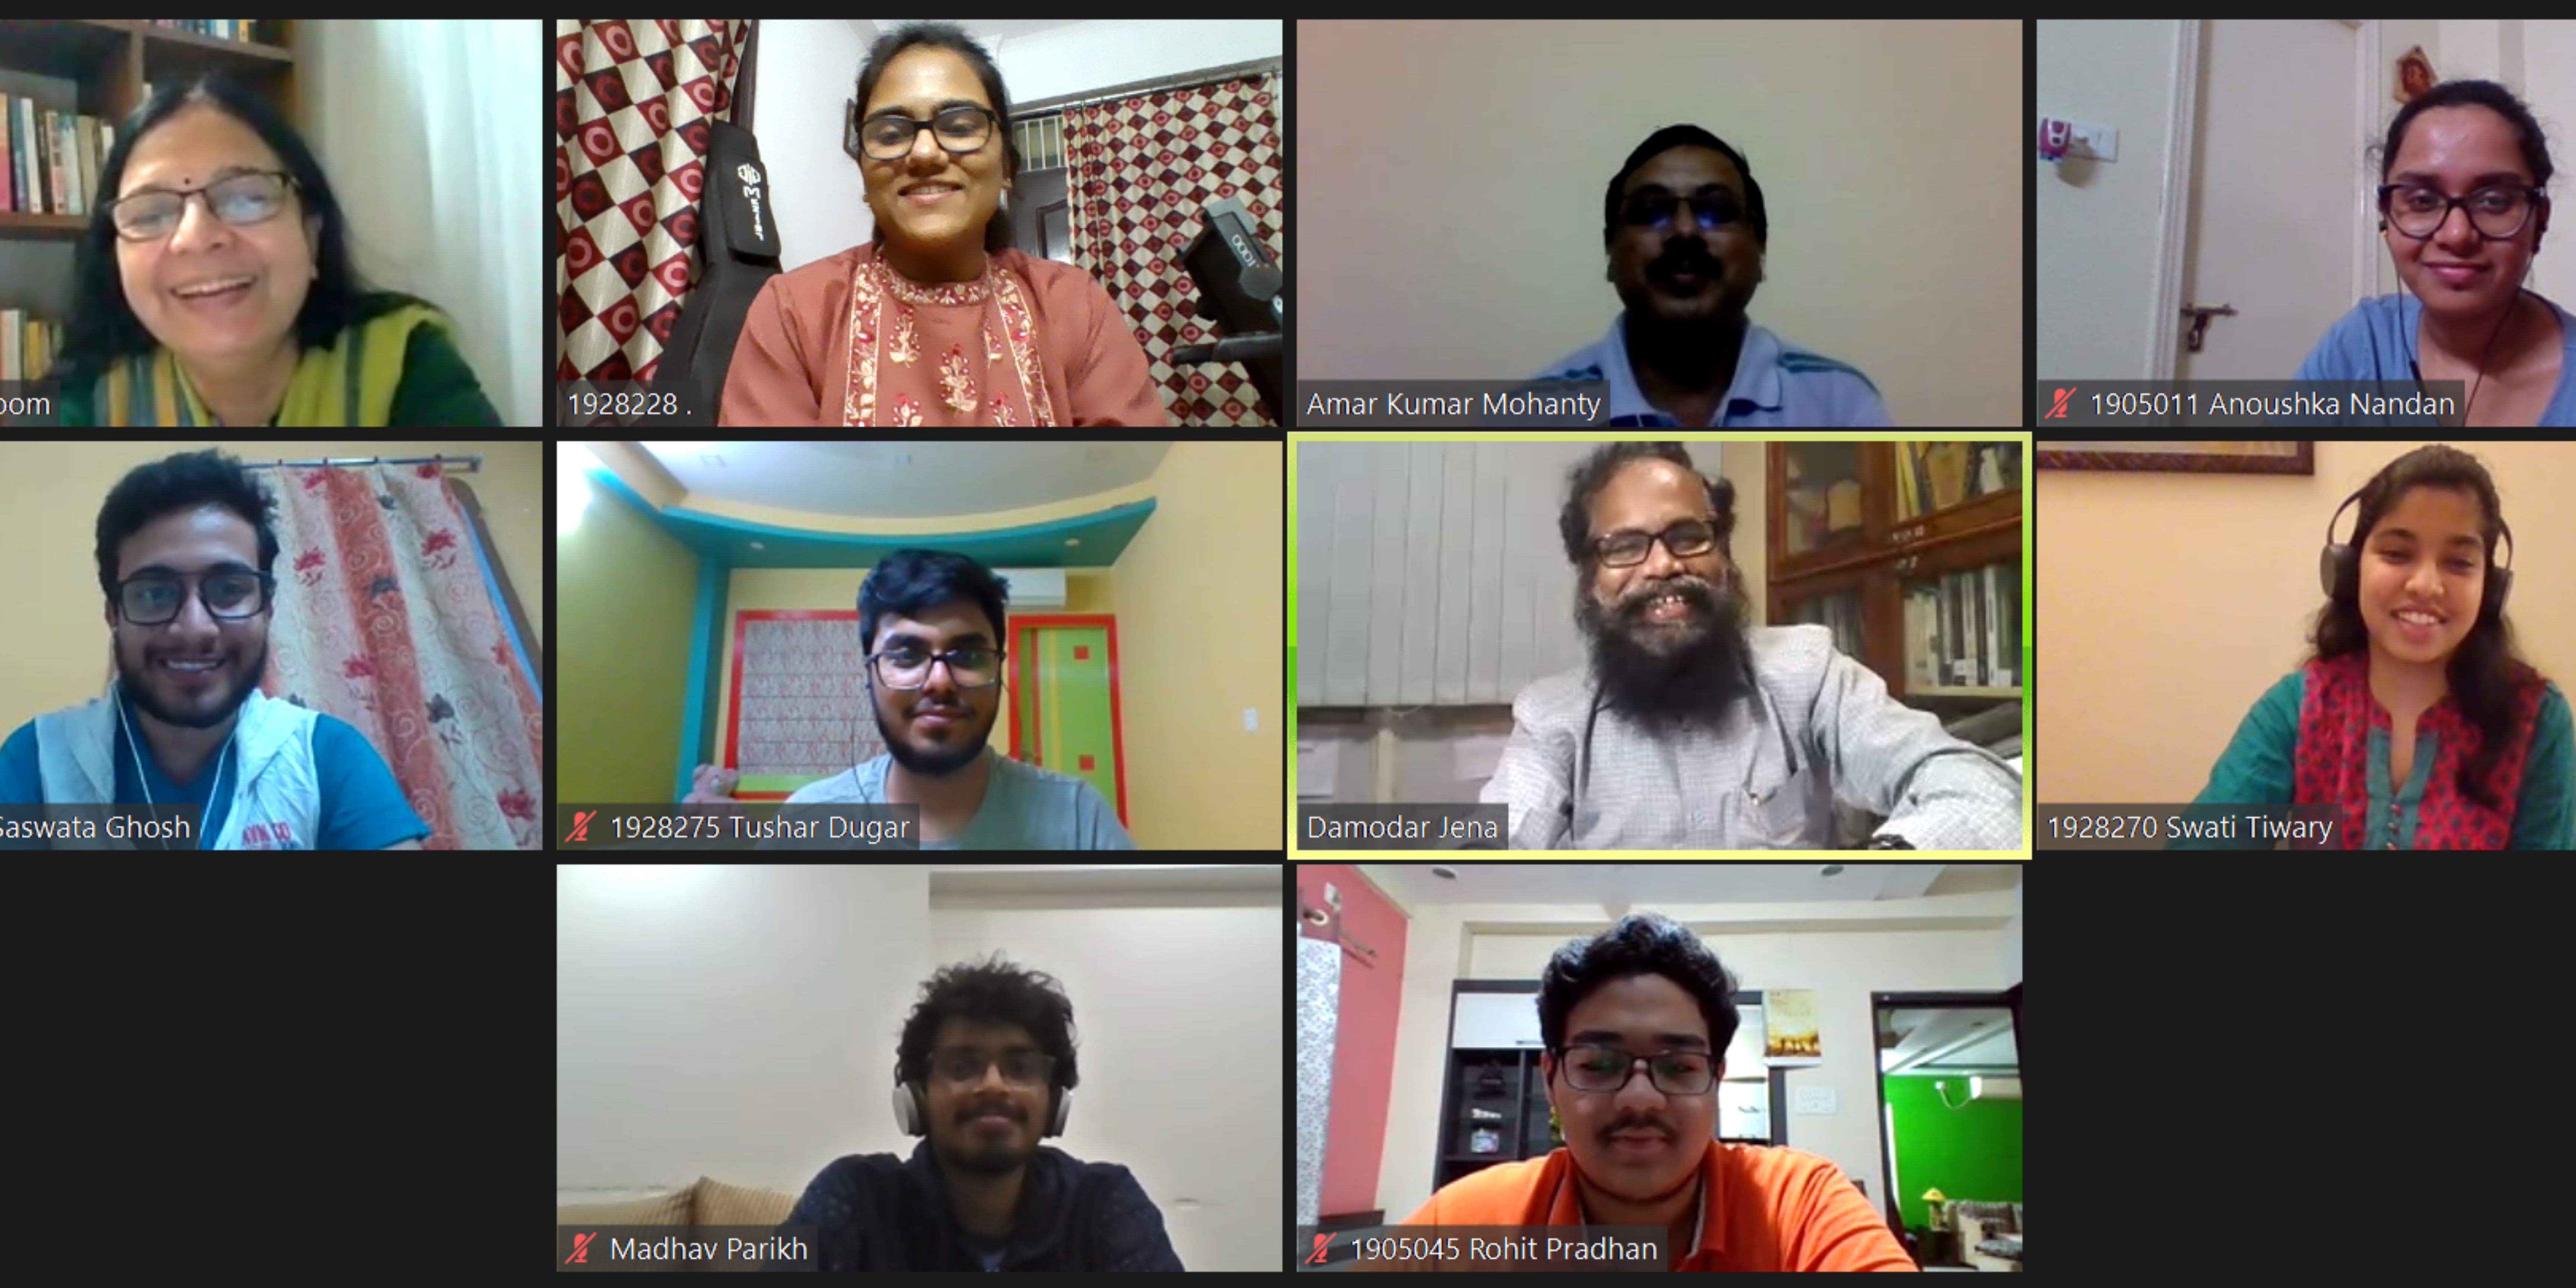 oom
1928228 .
Amar Kumar Mohanty
1905011 Anoushka Nandan
Saswata Ghosh
1928275 Tushar Dugar
Damodar Jena
1928270 Swati Tiwary
Madhav Parikh
1905045 Rohit Pradhan